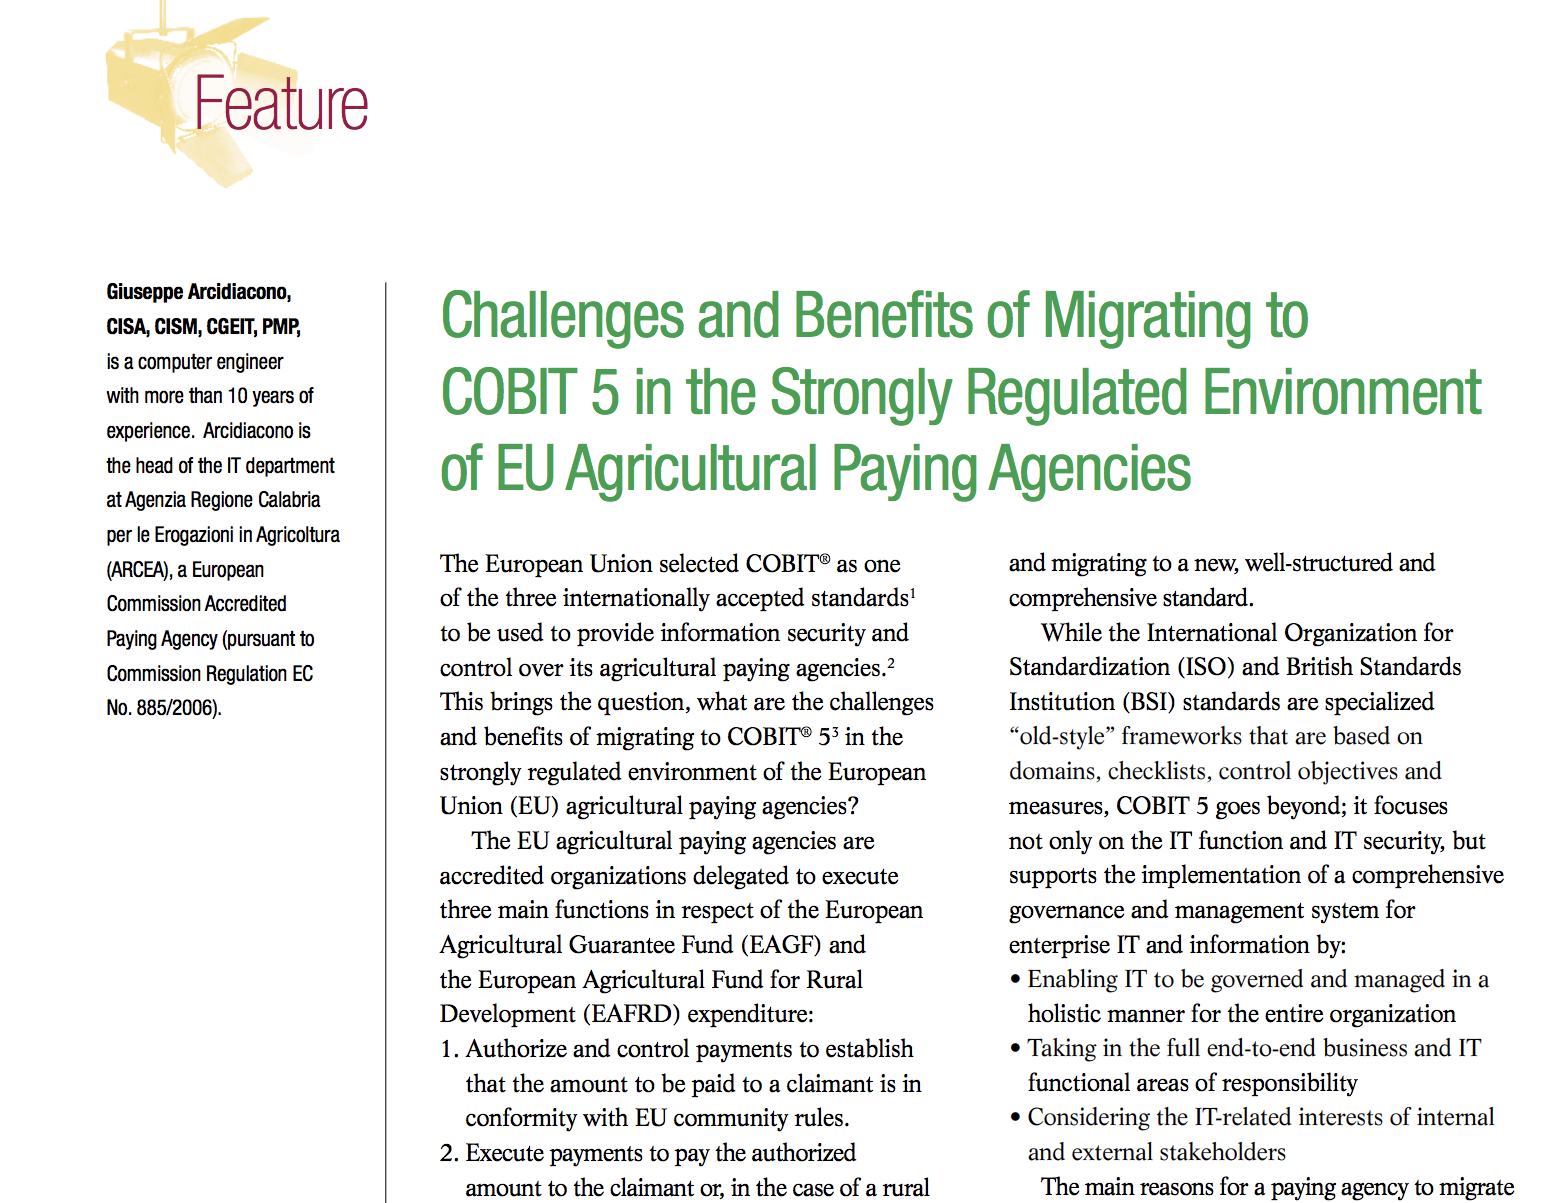 Feature
Giuseppe Arcidiacono,
CISA, CISM, CGEIT, PMP,
is a computer engineer
with more than 10 years of
experience. Arcidiacono is
the head of the IT department
at Agenzia Regione Calabria
per le Erogazioni in Agricoltura
(ARCEA), a European
Commission Accredited
Paying Agency (pursuant to
Commission Regulation EC
No. 885/2006).
Challenges and Benefits of Migrating to
COBIT 5 in the Strongly Regulated Environment
of EU Agricultural Paying Agencies
The European Union selected COBIT® as one
of the three internationally accepted standards¹
to be used to provide information security and
control over its agricultural paying agencies.²
This brings the question, what are the challenges
and benefits of migrating to COBIT® 5³ in the
strongly regulated environment of the European
Union (EU) agricultural paying agencies?
The EU agricultural paying agencies are
accredited organizations delegated to execute
three main functions in respect of the European
Agricultural Guarantee Fund (EAGF) and
the European Agricultural Fund for Rural
Development (EAFRD) expenditure:
1. Authorize and control payments to establish
that the amount to be paid to a claimant is in
conformity with EU community rules.
2. Execute payments to pay the authorized
amount to the claimant or, in the case of a rural
and migrating to a new, well-structured and
comprehensive standard.
While the International Organization for
Standardization (ISO) and British Standards
Institution (BSI) standards are specialized
“old-style” frameworks that are based on
domains, checklists, control objectives and
measures, COBIT 5 goes beyond; it focuses
not only on the IT function and IT security, but
supports the implementation of a comprehensive
governance and management system for
enterprise IT and information by:
• Enabling IT to be governed and managed in a
holistic manner for the entire organization
• Taking in the full end-to-end business and IT
functional areas of responsibility
• Considering the IT-related interests of internal
and external stakeholders
The main reasons for a paying agency to migrate